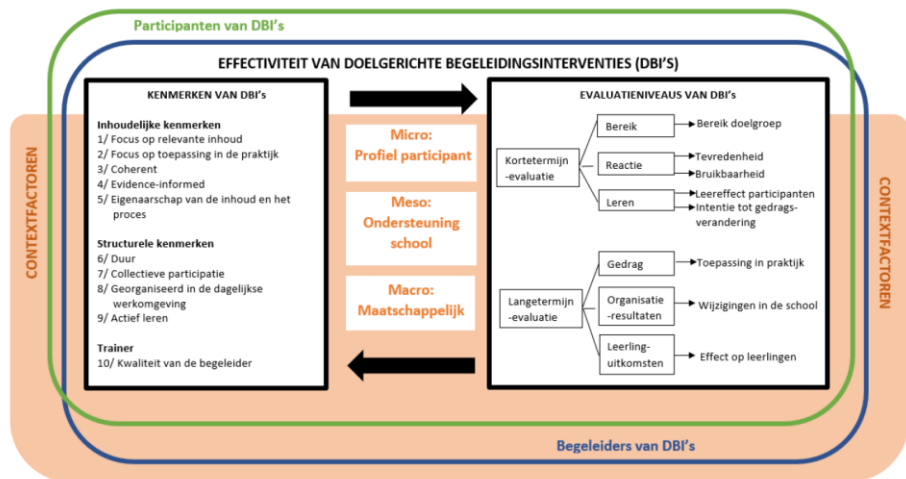 Participanten van DBI's
EFFECTIVITEIT VAN DOELGERICHTE BEGELEIDINGSINTERVENTIES (DBI'S)
CONTEXTFACTOREN
KENMERKEN VAN DBI's
Inhoudelijke kenmerken
1/ Focus op relevante inhoud
2/ Focus op toepassing in de praktijk
3/ Coherent
4/ Evidence-informed
5/ Eigenaarschap van de inhoud en het
proces
Structurele kenmerken
6/ Duur
7/ Collectieve participatie
8/ Georganiseerd in de dagelijkse
werkomgeving
9/ Actief leren
Trainer
10/ Kwaliteit van de begeleider
Micro:
Profiel participant
Meso:
Ondersteuning
school
Macro:
Maatschappelijk
EVALUATIENIVEAUS VAN DBI's
Kortetermijn
-evaluatie
Bereik
Bereik doelgroep
Reactie
Tevredenheid
Bruikbaarheid
Leren
Leereffect participanten
Intentie tot gedrags-
verandering
Langetermijn
-evaluatie
Gedrag
Toepassing in praktijk
Organisatie
-resultaten
Wijzigingen in de school
Leerling-
uitkomsten
Effect op leerlingen
CONTEXTFACTOREN
Begeleiders van DBI's